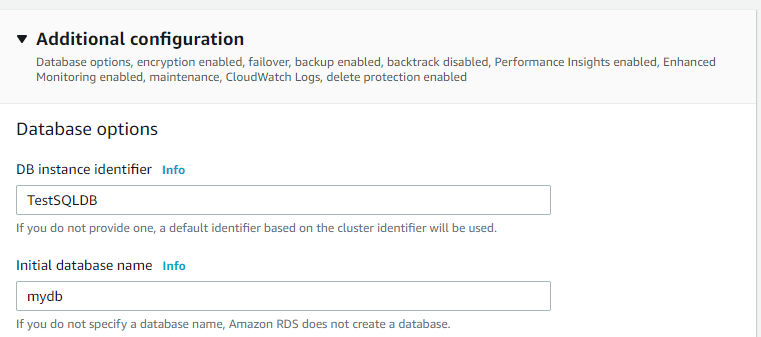 Additional configuration
Database options, encryption enabled, failover, backup enabled, backtrack disabled, Performance Insights enabled, Enhanced
Monitoring enabled, maintenance, CloudWatch Logs, delete protection enabled
Database options
DB instance identifier Info
TestSQLDB
If you do not provide one, a default identifier based on the cluster identifier will be used.
Initial database name Info
mydb
If you do not specify a database name, Amazon RDS does not create a database.